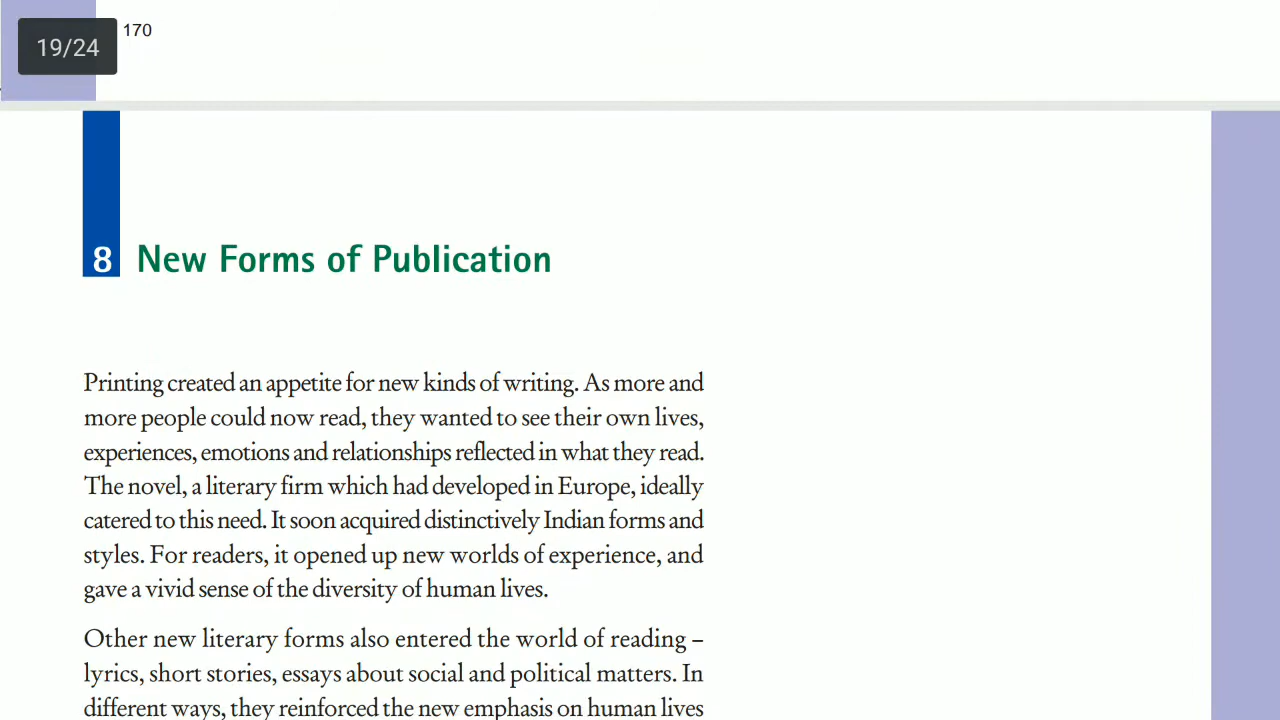 19/24
170
8 New Forms of Publication
Printing created an appetite for new kinds of writing. As more and
more people could now read, they wanted to see their own lives,
experiences, emotions and relationships reflected in what they read.
The novel, a literary firm which had developed in Europe, ideally
catered to this need. It soon acquired distinctively Indian forms and
styles. For readers, it opened up new worlds of experience, and
gave a vivid sense of the diversity of human lives.
Other new literary forms also entered the world of reading –
lyrics, short stories, essays about social and political matters. In
different ways, they reinforced the new emphasis on human lives